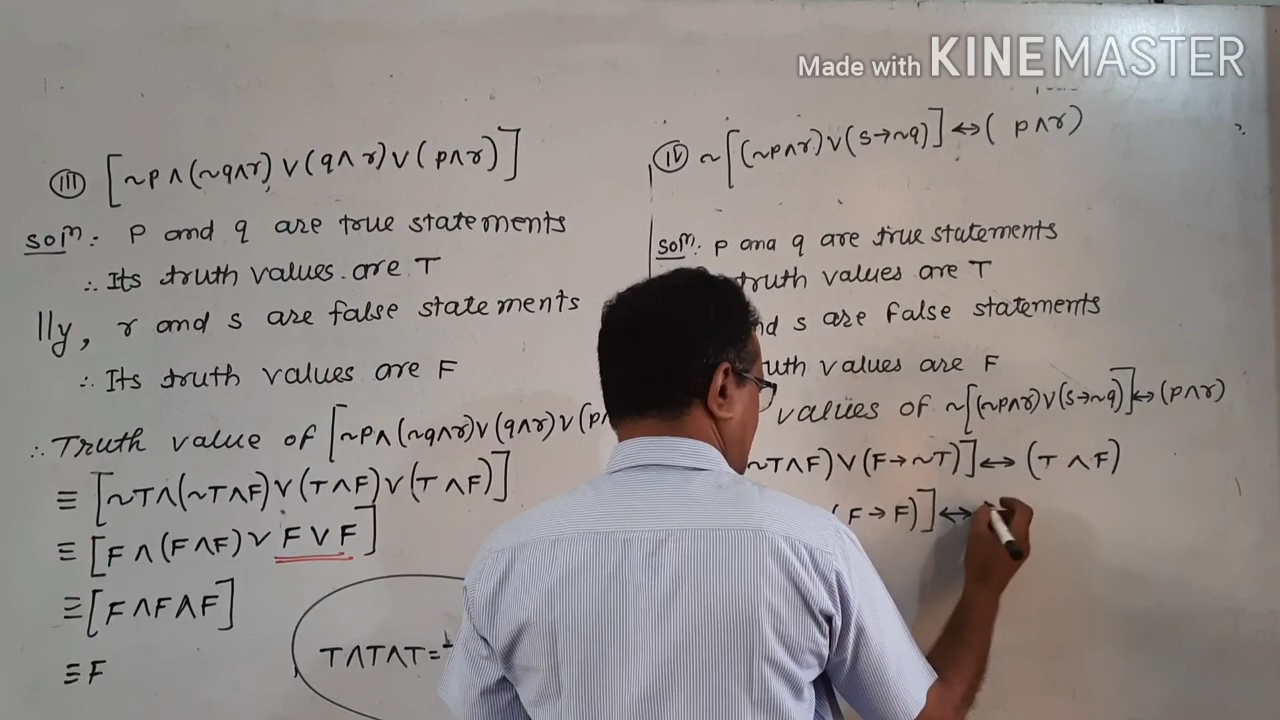 Made with KINEMASTER
(III) [~p∧(~q∧r)∨(q∧r)∨(p∧r)]
Soln: p and q are true statements
∴ Its truth values are T
||ly, r and s are false statements
∴ Its truth values are F
∴ Truth value of [~p∧(~q∧r)∨(q∧r)∨(p∧
≡ [~T∧(~T∧F)∨(T∧F)∨(T∧F)]
≡ [F∧(F∧F)∨ F∨F]
≡ [F∧F∧F]
≡ F
T∧T∧T=
(IV) ~[(~p∧r)∨(s→~q)]↔( p∧r)
Soln: p and q are true statements
truth values are T
nd s are false statements
uth values are F
values of ~[(~p∧r)∨(s→~q)]↔(p∧r)
~T∧F)∨(F→~T)]↔(T∧F)
(F→F)]↔